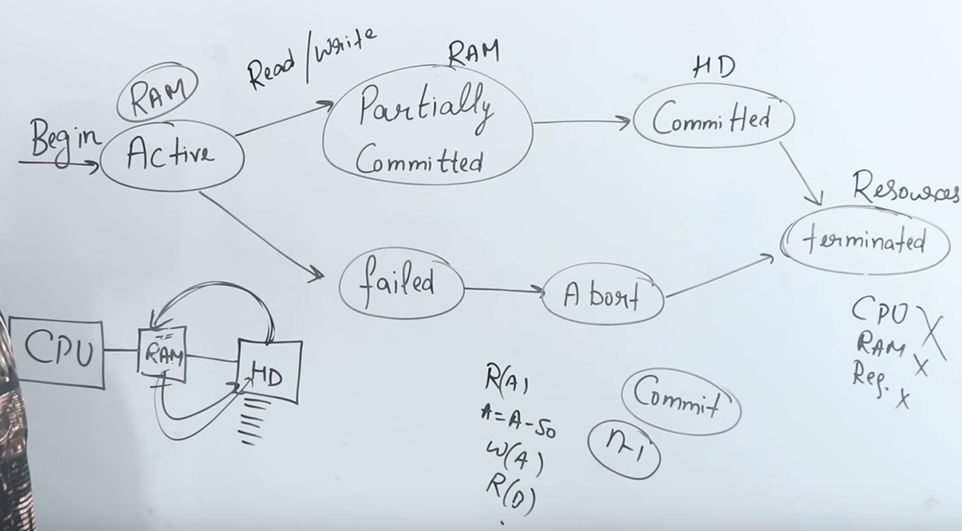 Begin
RAM
Active
Read/Write
RAM
Partially
Committed
HD
Committed
Resources
terminated
failed
Abort
CPU
RAM
HD
R(A)
A=A-50
W(A)
R(D)
Commit
n-1
CPU X
RAM X
Reg. X